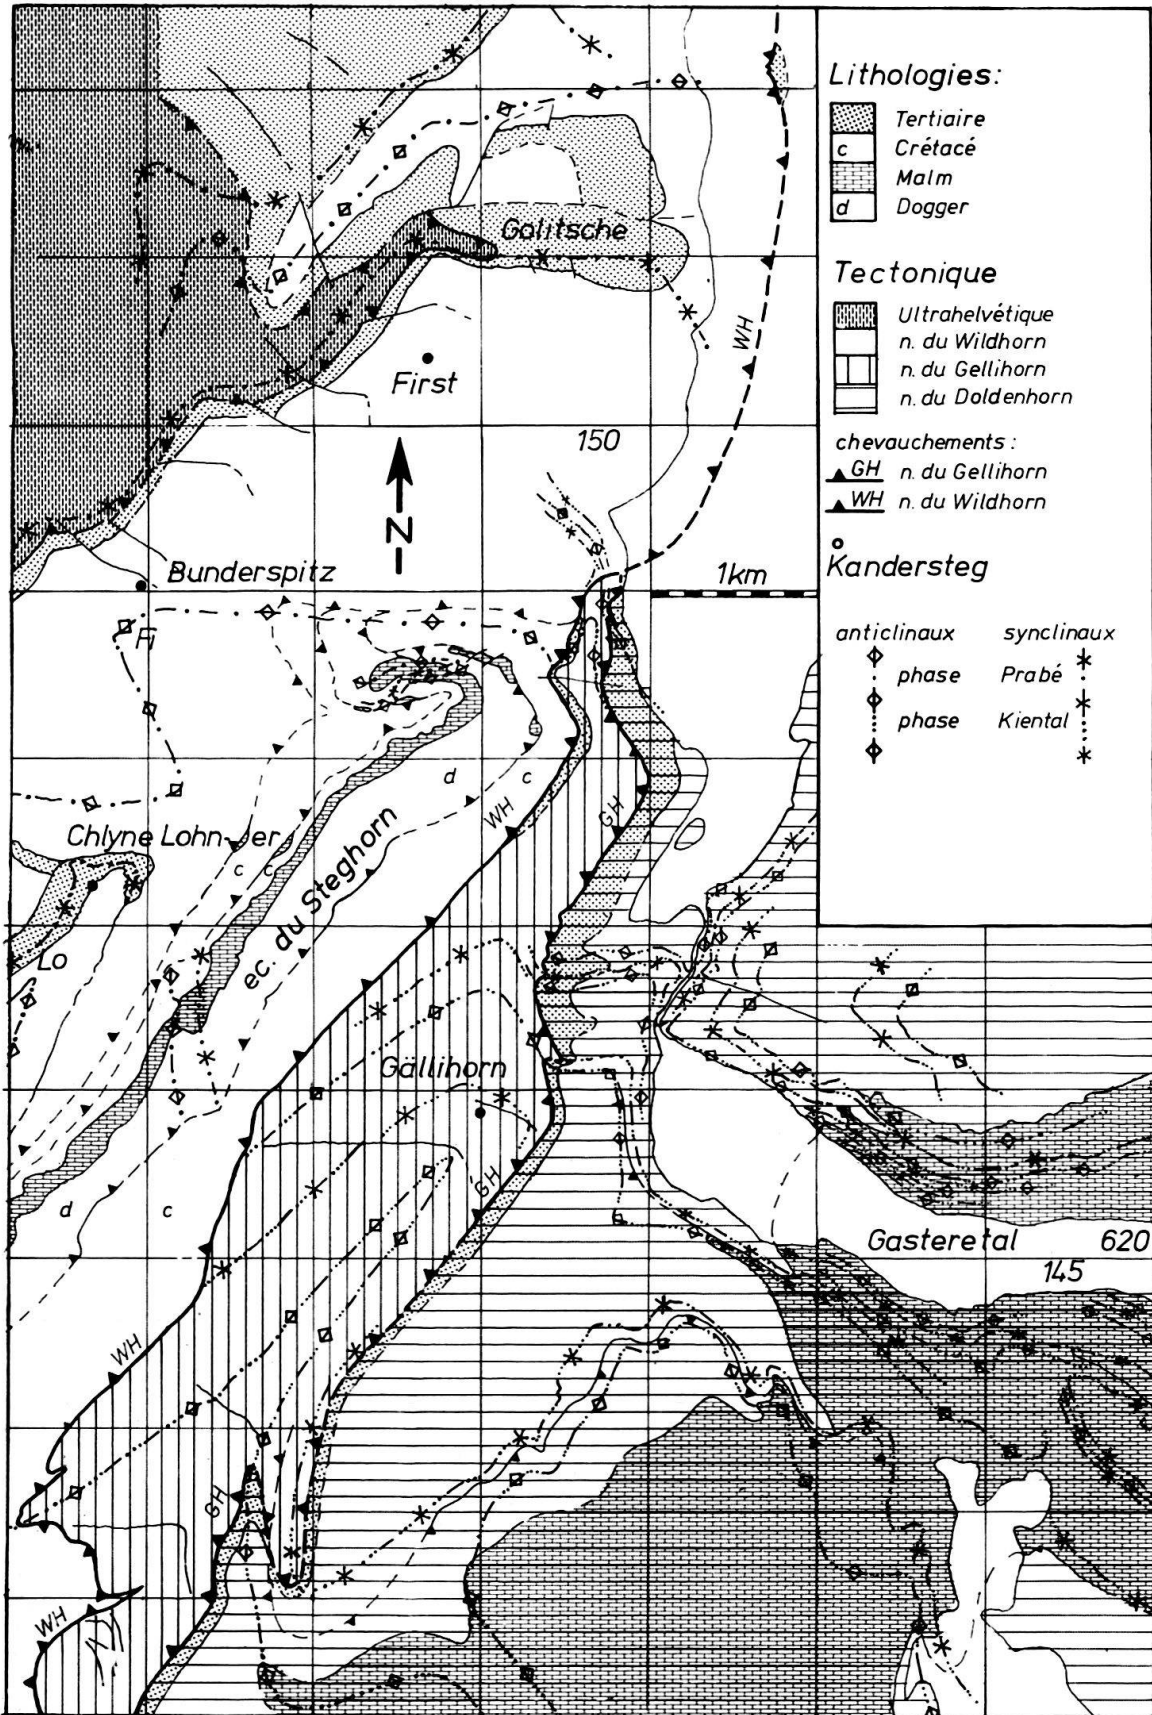 Lithologies:
Tertiaire
c Crétacé
Malm
d Dogger
Tectonique
Ultrahelvétique
n. du Wildhorn
n. du Gellihorn
n. du Doldenhorn
chevauchements:
GH n. du Gellihorn
WH n. du Wildhorn
Kandersteg
anticlinaux synclinaux
phase Prabé
phase Kiental
Galitsche
WH
First
150
N
Bunderspitz
1km
Fi
d
c
WH
GH
Chlyne Lohner
c
c
ec. du Steghorn
Lo
Gällihorn
GH
d
c
Gasteretal
620
145
WH
GH
WH